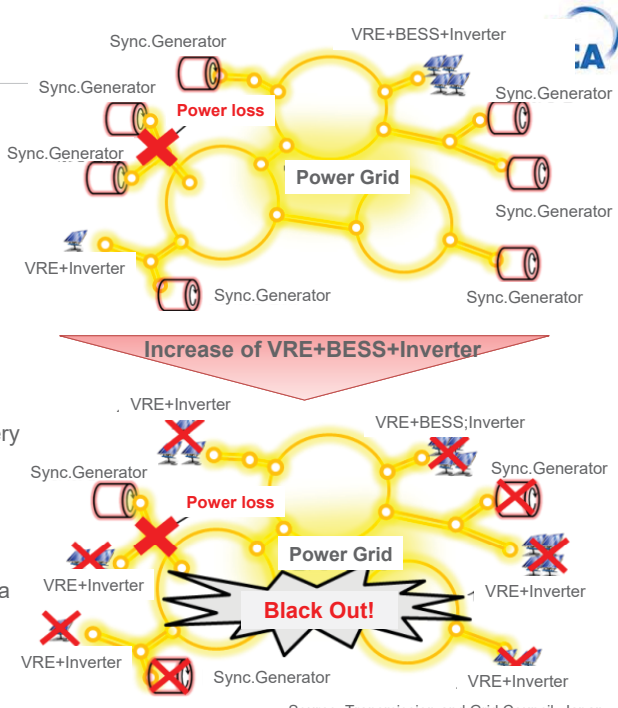 Sync.Generator
VRE+BESS+Inverter
CA
Sync.Generator
Sync.Generator
Power loss
Sync.Generator
Power Grid
Sync.Generator
VRE+Inverter
Sync.Generator
Sync.Generator
Increase of VRE+BESS+Inverter
VRE+Inverter
VRE+BESS;Inverter
ery
Sync.Generator
Sync.Generator
Power loss
Power Grid
VRE+Inverter
a
VRE+Inverter
Black Out!
VRE+Inverter
Sync.Generator
VRE+Inverter